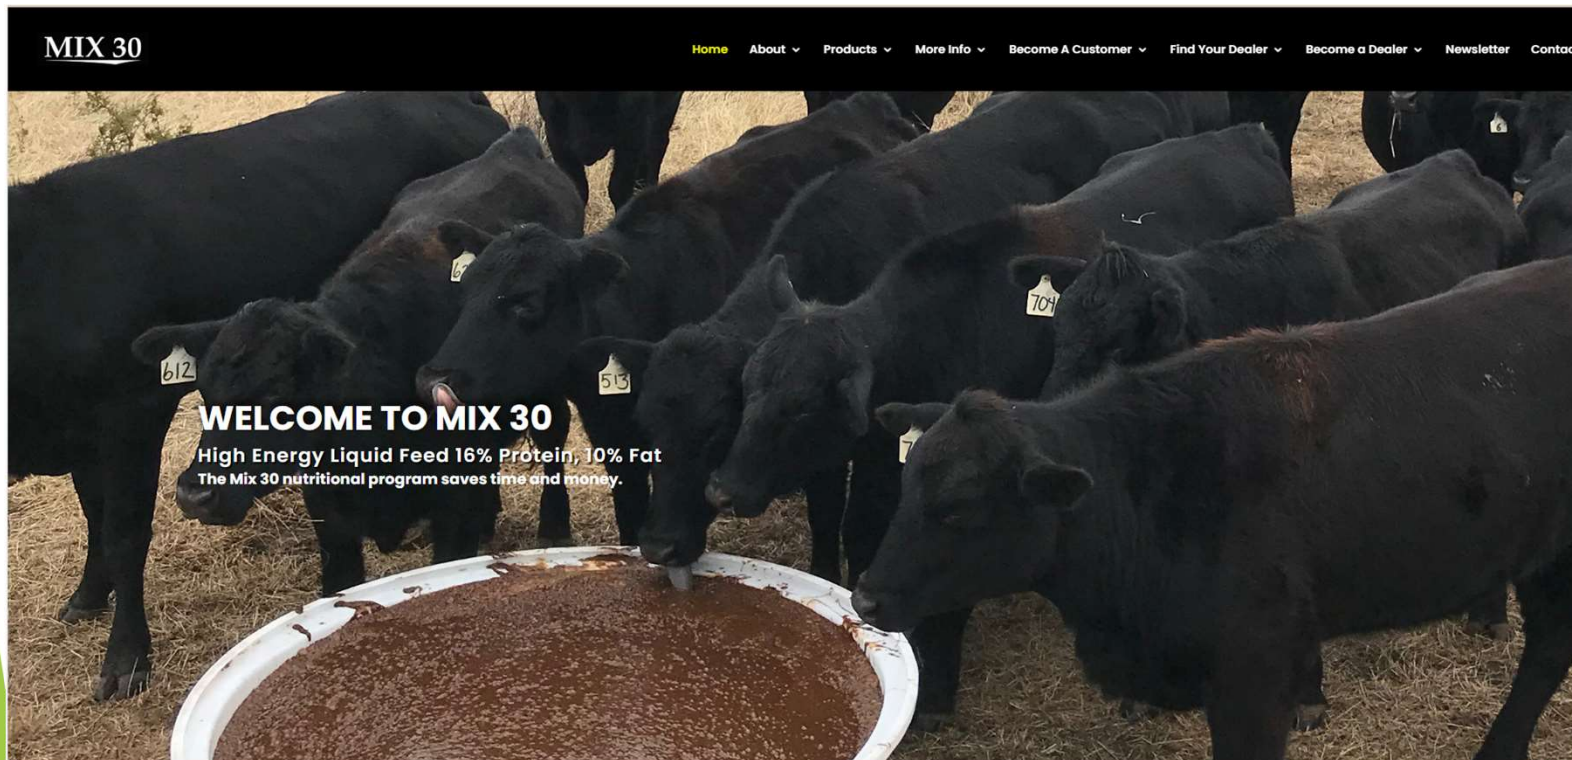 MIX 30
Home About Products More Info Become A Customer Find Your Dealer Become a Dealer Newsletter
6
704
612
513
WELCOME TO MIX 30
High Energy Liquid Feed 16% Protein, 10% Fat
The Mix 30 nutritional program saves time and money.